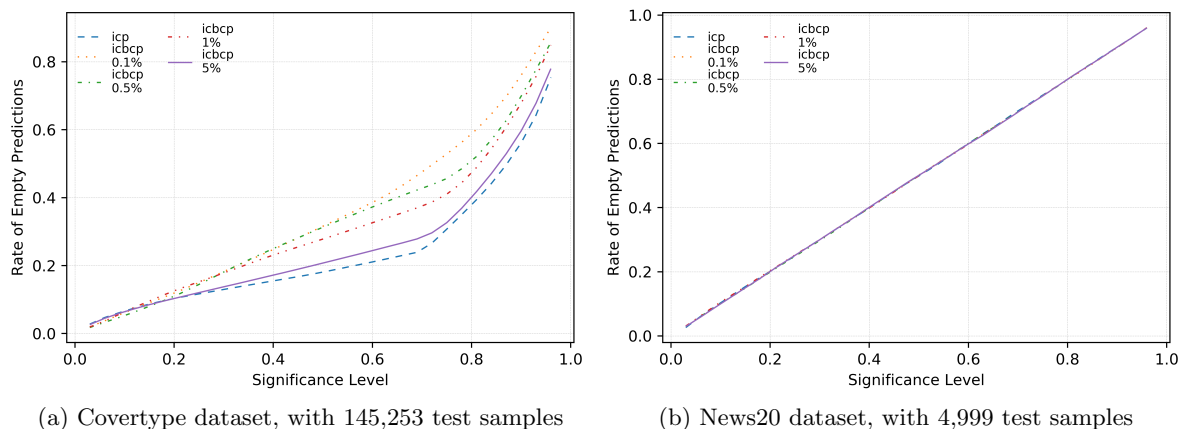 Rate of Empty Predictions
0.8
0.6
0.4
0.2
0.0
icp
icbcp
0.1%
icbcp
0.5%
icbcp
1%
icbcp
5%
0.0 0.2 0.4 0.6 0.8 1.0
Significance Level
(a) Covertype dataset, with 145,253 test samples
Rate of Empty Predictions
1.0
0.8
0.6
0.4
0.2
0.0
icp
icbcp
0.1%
icbcp
0.5%
icbcp
1%
icbcp
5%
0.0 0.2 0.4 0.6 0.8 1.0
Significance Level
(b) News20 dataset, with 4,999 test samples